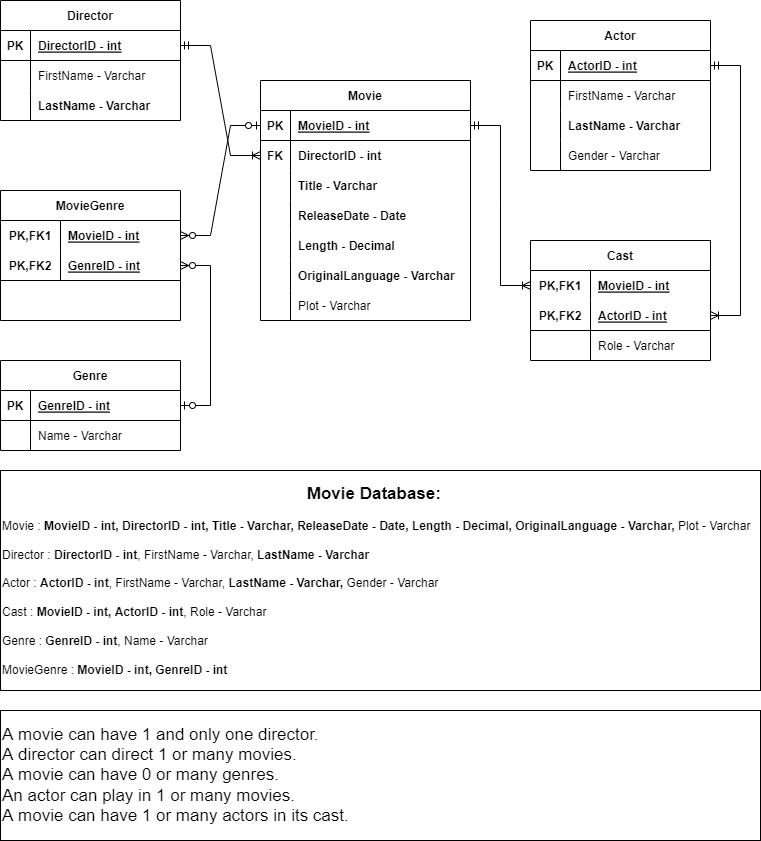 Director
PK DirectorID - int
FirstName - Varchar
LastName - Varchar
Movie
PK MovieID - int
FK DirectorID - int
Title - Varchar
ReleaseDate - Date
Length - Decimal
OriginalLanguage - Varchar
Plot - Varchar
Actor
PK ActorID - int
FirstName - Varchar
LastName - Varchar
Gender - Varchar
MovieGenre
PK,FK1 MovieID - int
PK,FK2 GenreID - int
Cast
PK,FK1 MovieID - int
PK,FK2 ActorID - int
Role - Varchar
Genre
PK GenreID - int
Name - Varchar
Movie Database:
Movie : MovieID - int, DirectorID - int, Title - Varchar, ReleaseDate - Date, Length - Decimal, OriginalLanguage - Varchar, Plot - Varchar
Director : DirectorID - int, FirstName - Varchar, LastName - Varchar
Actor : ActorID - int, FirstName - Varchar, LastName - Varchar, Gender - Varchar
Cast : MovieID - int, ActorID - int, Role - Varchar
Genre : GenreID - int, Name - Varchar
MovieGenre : MovieID - int, GenreID - int
A movie can have 1 and only one director.
A director can direct 1 or many movies.
A movie can have 0 or many genres.
An actor can play in 1 or many movies.
A movie can have 1 or many actors in its cast.